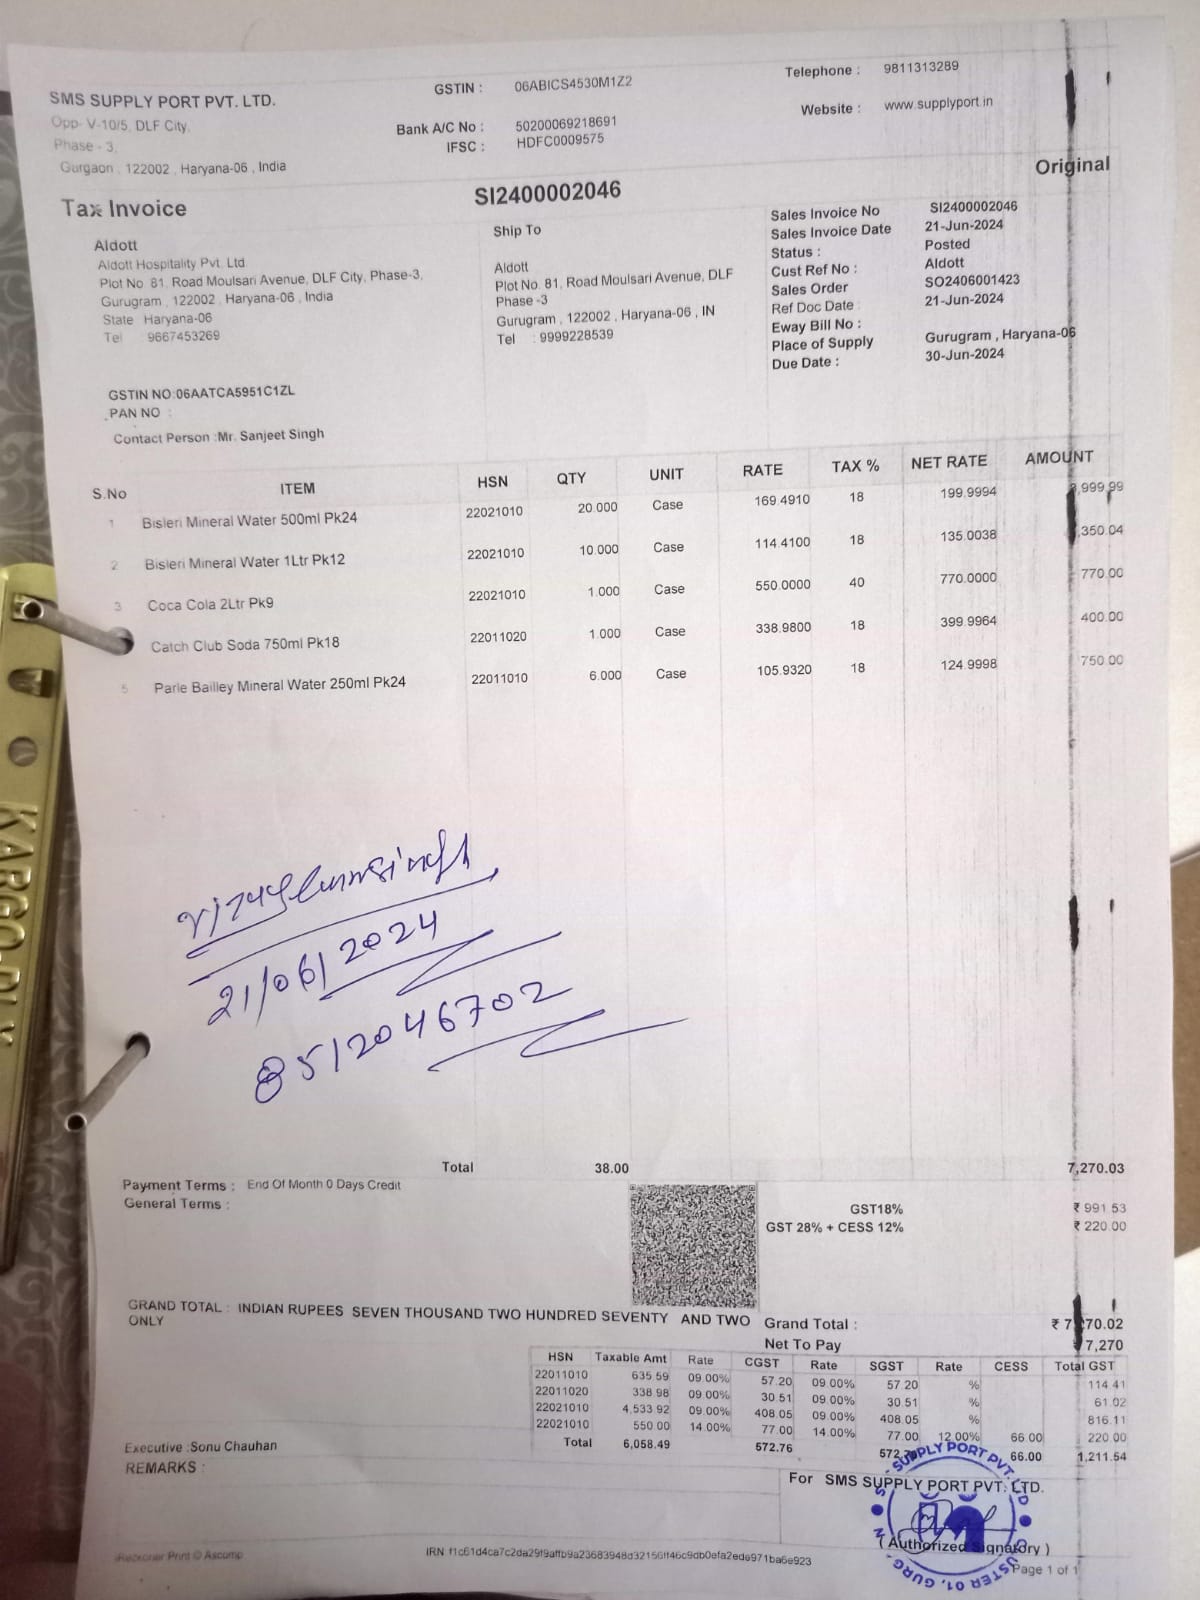 SMS SUPPLY PORT PVT. LTD.
Opp- V-10/5, DLF City,
Phase - 3,
Gurgaon , 122002 , Haryana-06 , India
GSTIN : 06ABICS4530M1Z2
Bank A/C No : 50200069218691
IFSC : HDFC0009575
Telephone : 9811313289
Website : www.supplyport.in
Original
Tax Invoice
SI2400002046
Aldott
Aldott Hospitality Pvt. Ltd
Plot No. 81, Road Moulsari Avenue, DLF City, Phase-3,
Gurugram , 122002 , Haryana-06 , India
State Haryana-06
Tel 9667453269
GSTIN NO:06AATCA5951C1ZL
PAN NO :
Contact Person :Mr. Sanjeet Singh
Ship To
Aldott
Plot No. 81, Road Moulsari Avenue, DLF
Phase -3
Gurugram , 122002 , Haryana-06 , IN
Tel : 9999228539
Sales Invoice No SI2400002046
Sales Invoice Date 21-Jun-2024
Status : Posted
Cust Ref No : Aldott
Sales Order SO2406001423
Ref Doc Date : 21-Jun-2024
Eway Bill No :
Place of Supply Gurugram , Haryana-06
Due Date : 30-Jun-2024
S.No ITEM HSN QTY UNIT RATE TAX % NET RATE AMOUNT
1 Bisleri Mineral Water 500ml Pk24 22021010 20.000 Case 169.4910 18 199.9994 ,999.99
2 Bisleri Mineral Water 1Ltr Pk12 22021010 10.000 Case 114.4100 18 135.0038 ,350.04
3 Coca Cola 2Ltr Pk9 22021010 1.000 Case 550.0000 40 770.0000 770.00
Catch Club Soda 750ml Pk18 22011020 1.000 Case 338.9800 18 399.9964 400.00
5 Parle Bailley Mineral Water 250ml Pk24 22011010 6.000 Case 105.9320 18 124.9998 750.00
21/06/2024
8512046702
Total 38.00 7,270.03
Payment Terms : End Of Month 0 Days Credit
General Terms :
GST18% ₹ 991.53
GST 28% + CESS 12% ₹ 220.00
GRAND TOTAL : INDIAN RUPEES SEVEN THOUSAND TWO HUNDRED SEVENTY AND TWO
ONLY
Grand Total : ₹ 7,270.02
Net To Pay ₹ 7,270
HSN Taxable Amt Rate CGST Rate SGST Rate CESS Total GST
22011010 635.59 09.00% 57.20 09.00% 57.20 % 114.41
22011020 338.98 09.00% 30.51 09.00% 30.51 % 61.02
22021010 4,533.92 09.00% 408.05 09.00% 408.05 % 816.11
22021010 550.00 14.00% 77.00 14.00% 77.00 12.00% 66.00 220.00
Total 6,058.49 572.76 572.76 66.00 1,211.54
Executive :Sonu Chauhan
REMARKS :
For SMS SUPPLY PORT PVT. LTD.
( Authorized Signatory )
iReckoner Print © Ascomp
Page 1 of 1
KARGO.DLX